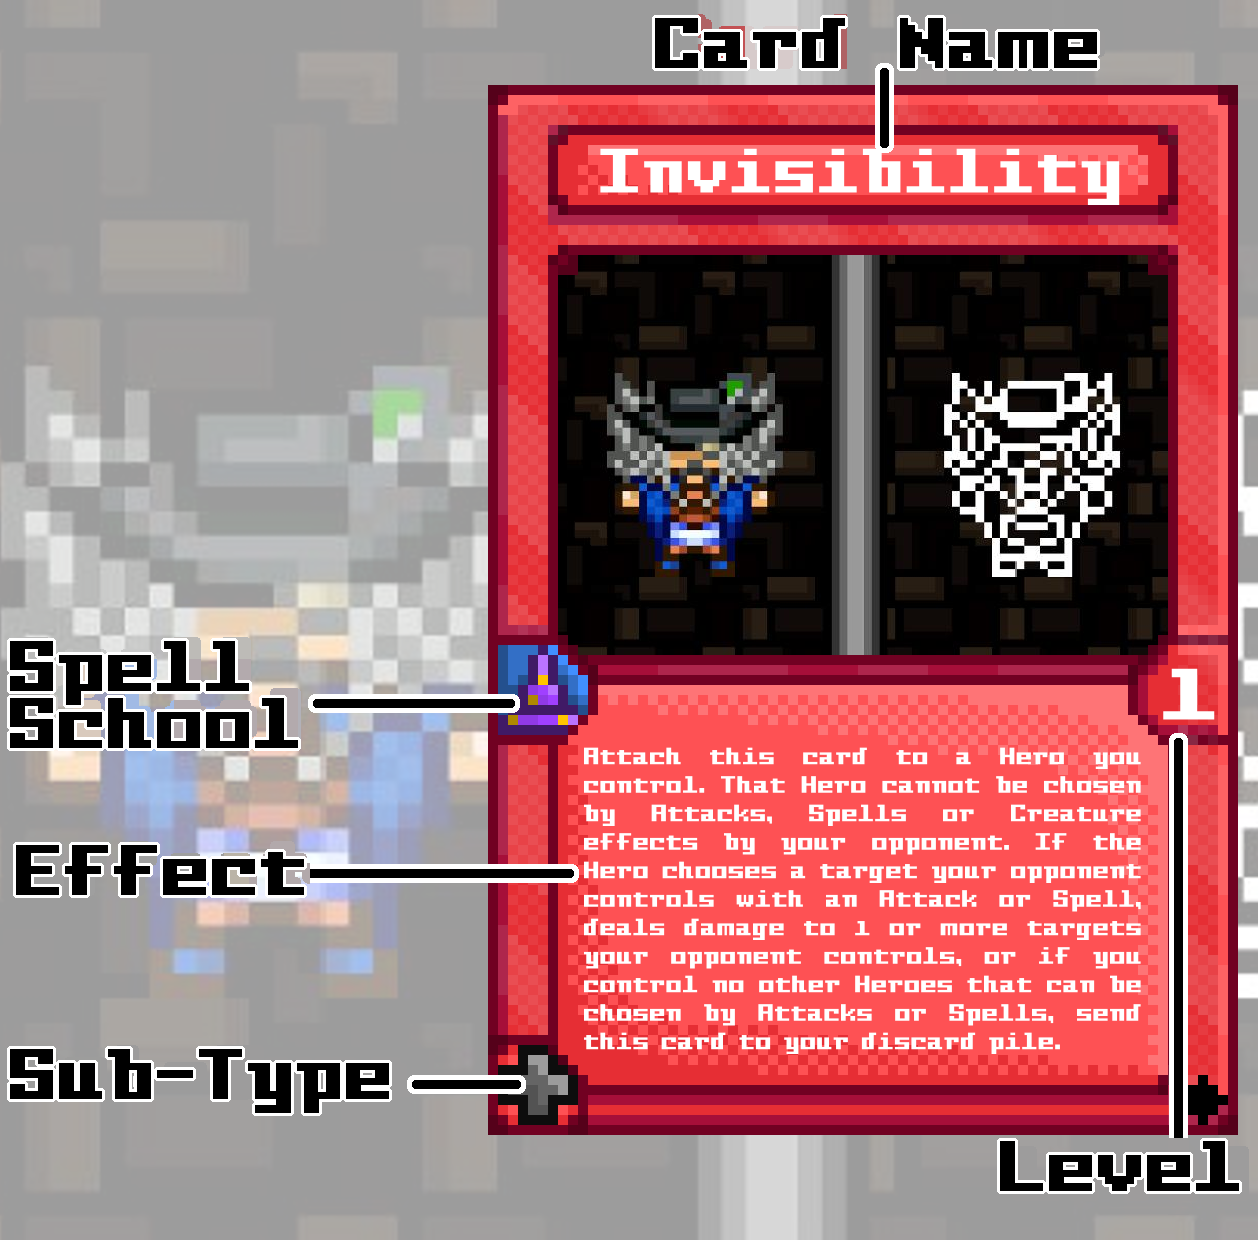 Card Name
Invisibility
Spell
School
1
Attach this card to a Hero you
control. That Hero cannot be chosen
by Attacks, Spells or Creature
effects by your opponent. If the
Hero chooses a target your opponent
controls with an Attack or Spell,
deals damage to 1 or more targets
your opponent controls, or if you
control no other Heroes that can be
chosen by Attacks or Spells, send
this card to your discard pile.
Effect
Sub-Type
Level